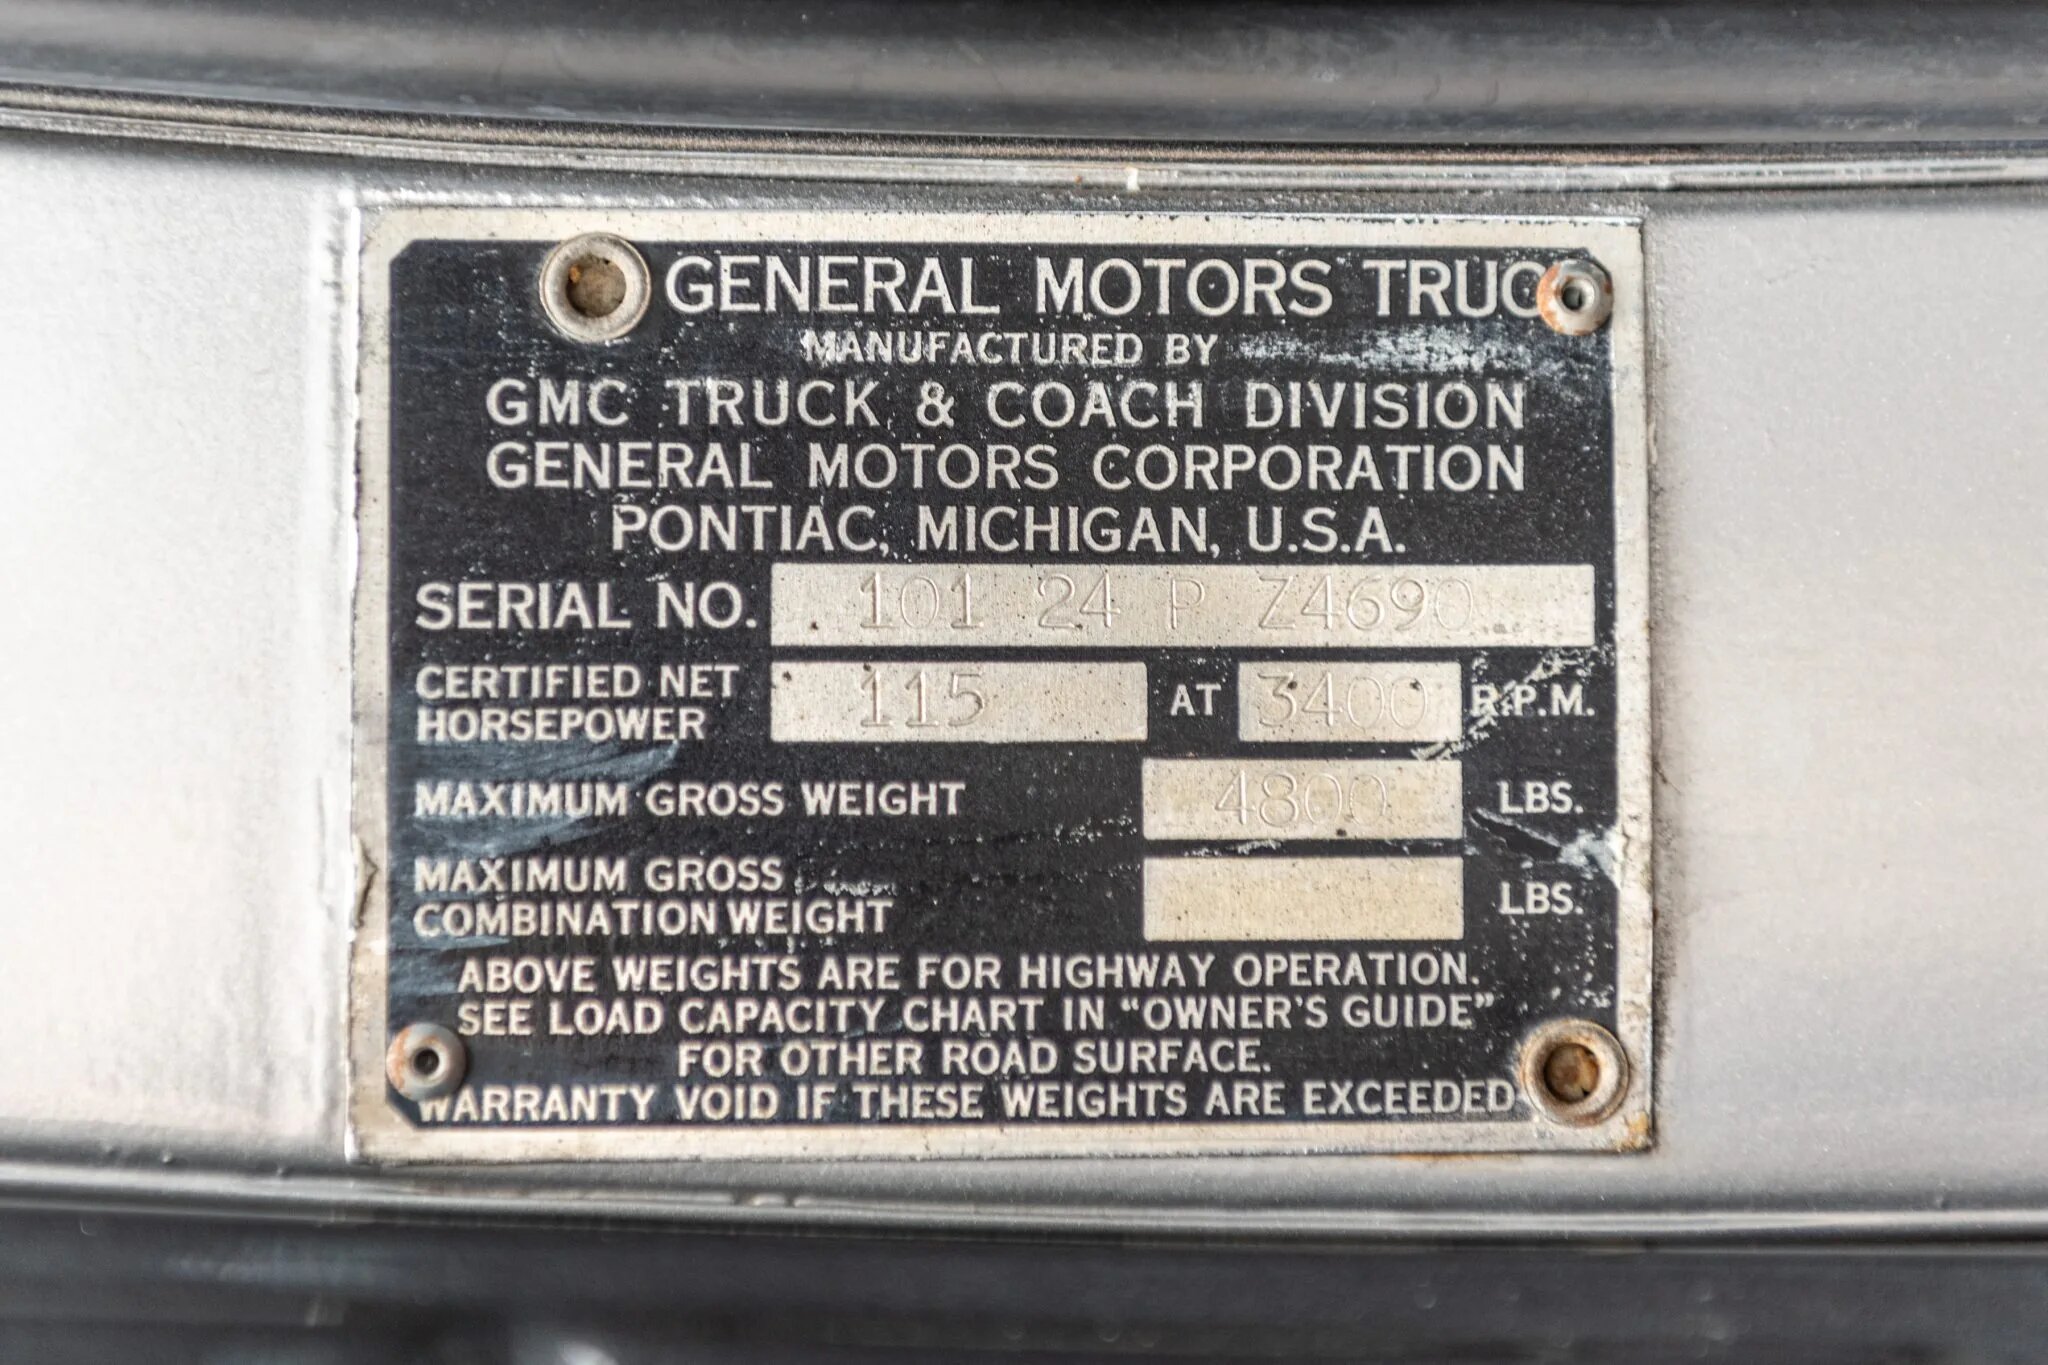 GENERAL MOTORS TRUC
MANUFACTURED BY
GMC TRUCK & COACH DIVISION
GENERAL MOTORS CORPORATION
PONTIAC, MICHIGAN, U.S.A.
SERIAL NO. 101 24 P Z4690
CERTIFIED NET HORSEPOWER 115 AT 3400 R.P.M.
MAXIMUM GROSS WEIGHT 4800 LBS.
MAXIMUM GROSS COMBINATION WEIGHT LBS.
ABOVE WEIGHTS ARE FOR HIGHWAY OPERATION.
SEE LOAD CAPACITY CHART IN "OWNER'S GUIDE"
FOR OTHER ROAD SURFACE.
WARRANTY VOID IF THESE WEIGHTS ARE EXCEEDED